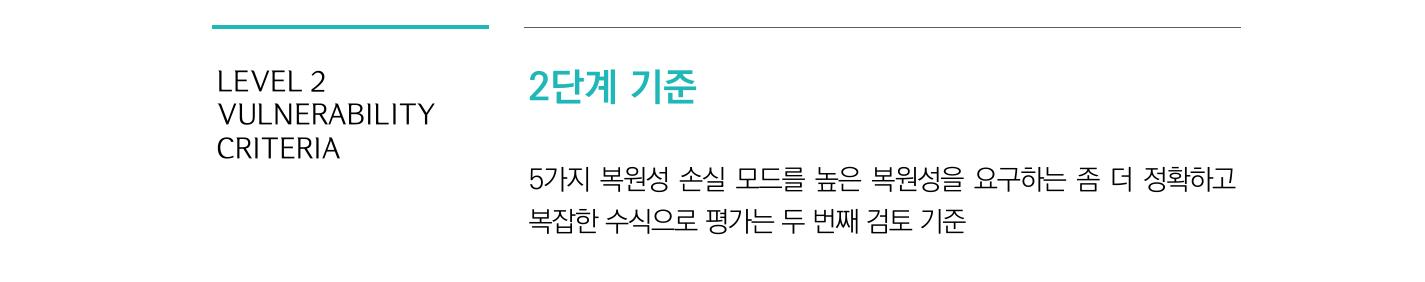 LEVEL 2
VULNERABILITY
CRITERIA
2단계 기준
5가지 복원성 손실 모드를 높은 복원성을 요구하는 좀 더 정확하고
복잡한 수식으로 평가는 두 번째 검토 기준